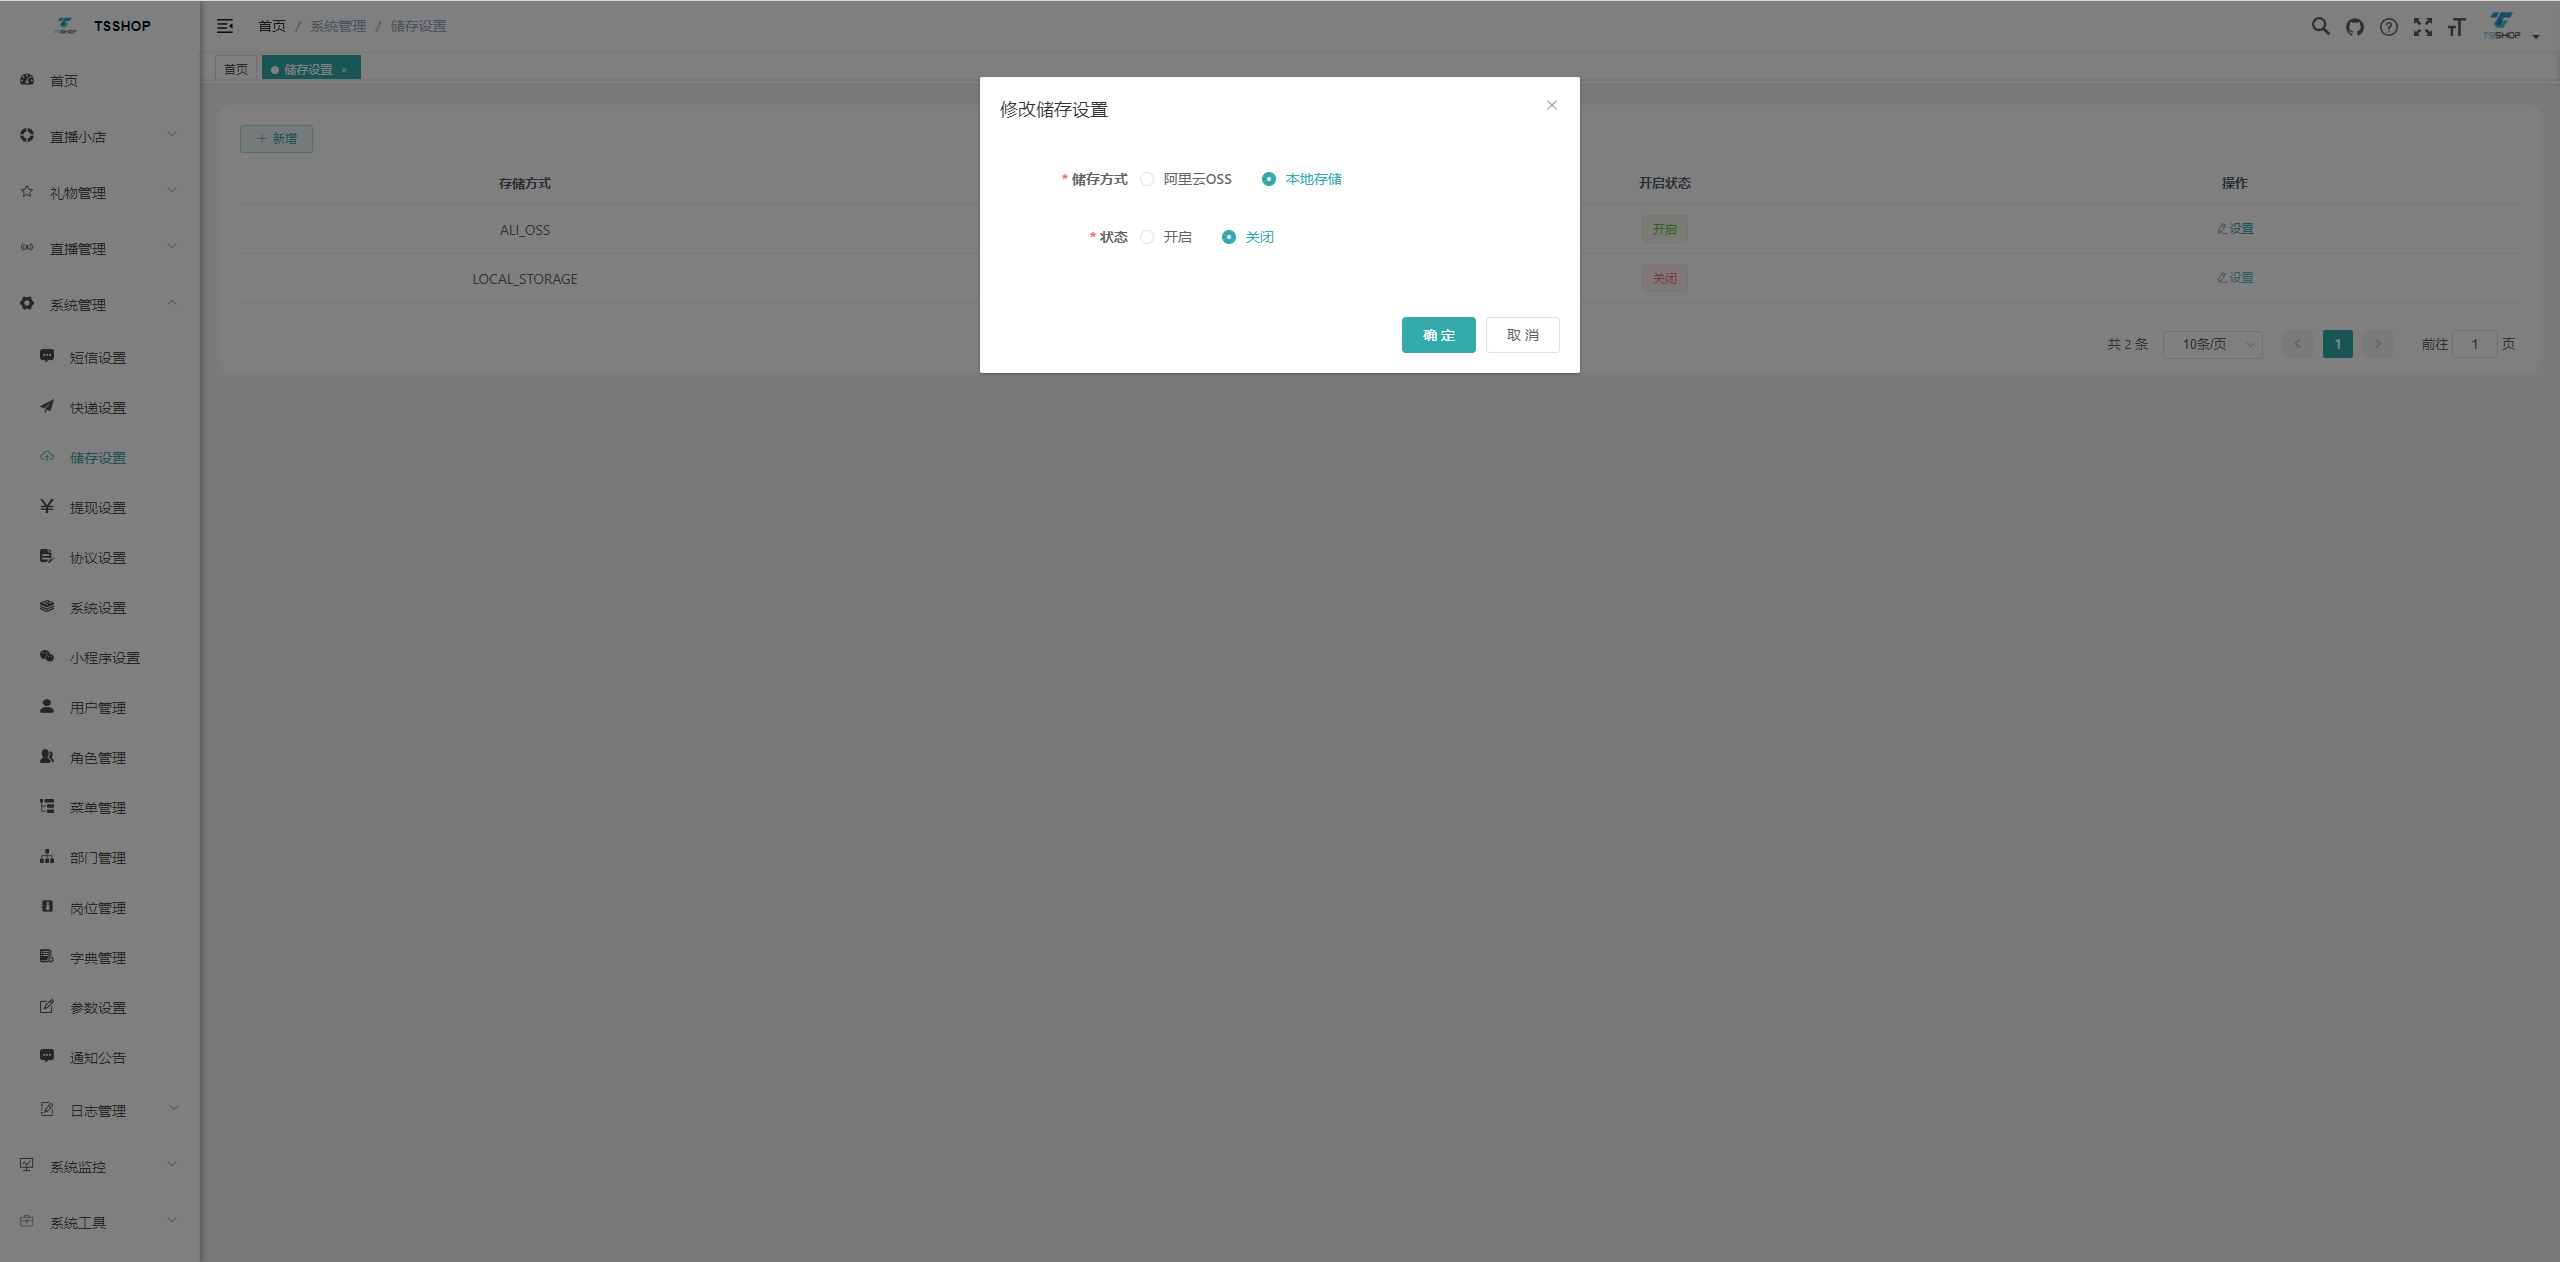 TSSHOP
首页 / 系统管理 / 储存设置
TSSHOP
首页
储存设置 ×
首页
直播小店
礼物管理
直播管理
系统管理
短信设置
快递设置
储存设置
提现设置
协议设置
系统设置
小程序设置
用户管理
角色管理
菜单管理
部门管理
岗位管理
字典管理
参数设置
通知公告
日志管理
系统监控
系统工具
+ 新增
存储方式 开启状态 操作
ALI_OSS 开启 设置
LOCAL_STORAGE 关闭 设置
共 2 条 10条/页 1 前往 1 页
修改储存设置
* 储存方式 阿里云OSS 本地存储
* 状态 开启 关闭
确 定 取 消